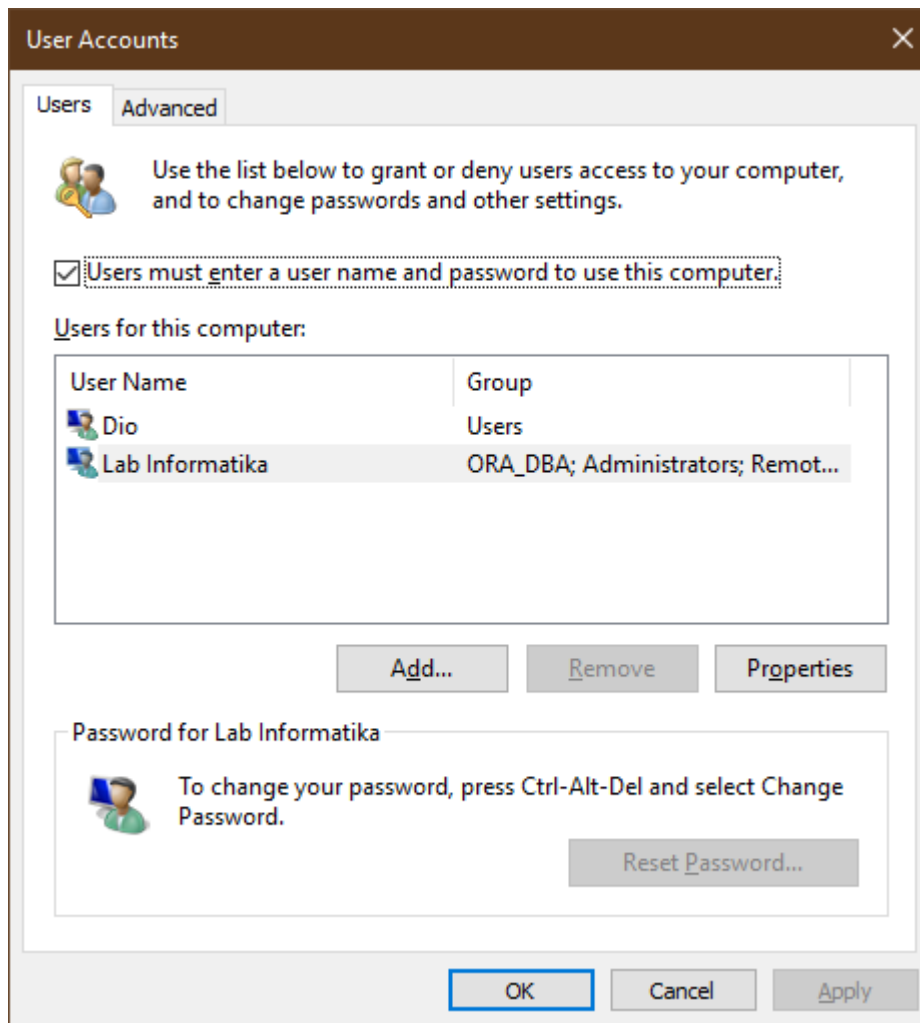 User Accounts
Users
Advanced
Use the list below to grant or deny users access to your computer,
and to change passwords and other settings.
Users must enter a user name and password to use this computer.
Users for this computer:
User Name Group
Dio Users
Lab Informatika ORA_DBA; Administrators; Remot...
Add... Remove Properties
Password for Lab Informatika
To change your password, press Ctrl-Alt-Del and select Change
Password.
Reset Password...
OK Cancel Apply